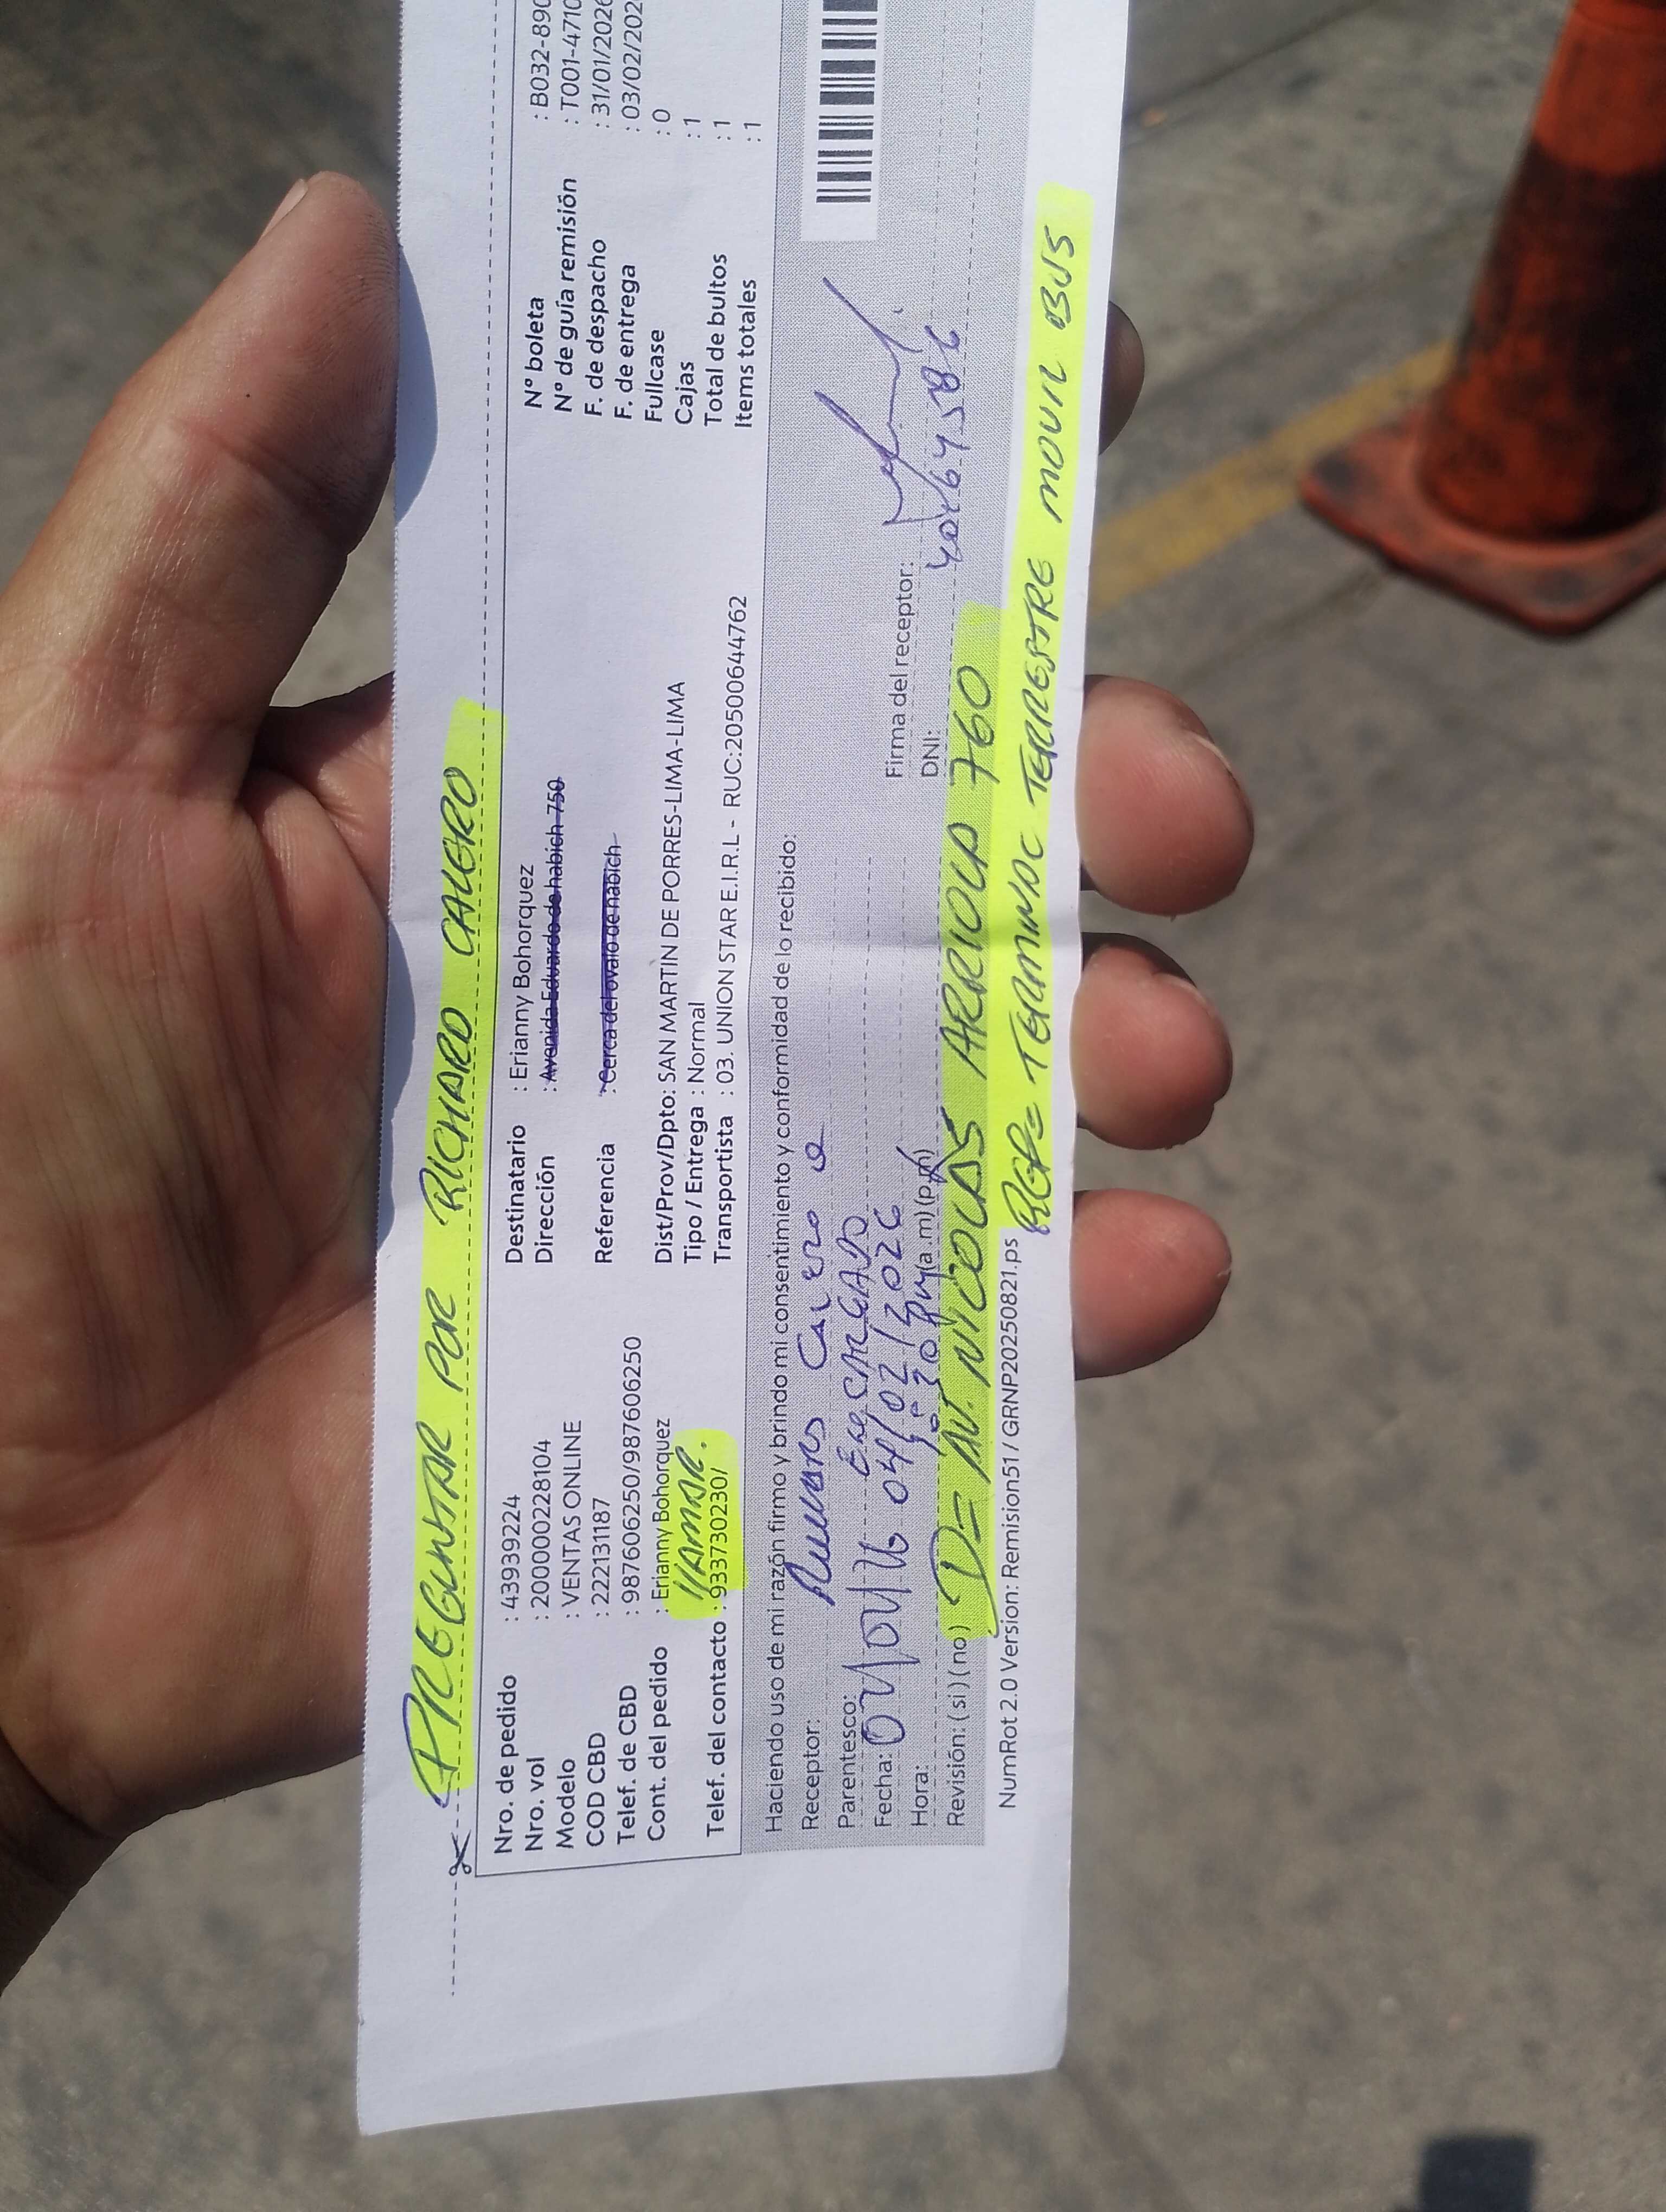 PREGUNTAR POR RICHARD CALERO
Nro. de pedido : 43939224
Nro. vol : 200000228104
Modelo : VENTAS ONLINE
COD CBD : 222131187
Telef. de CBD : 987606250/987606250
Cont. del pedido : Erianny Bohorquez
LLAMAR.
Telef. del contacto : 933730230/
Destinatario : Erianny Bohorquez
Dirección : Avenida Eduardo de habich 750
Referencia : Cerca del ovalo de habich
Dist/Prov/Dpto: SAN MARTIN DE PORRES-LIMA-LIMA
Tipo / Entrega : Normal
Transportista : 03. UNION STAR E.I.R.L - RUC:20500644762
N° boleta : B032-890
N° de guía remisión : T001-4710
F. de despacho : 31/01/2026
F. de entrega : 03/02/202
Fullcase : 0
Cajas : 1
Total de bultos : 1
Items totales : 1
Haciendo uso de mi razón firmo y brindo mi consentimiento y conformidad de lo recibido:
Receptor: Calero
Parentesco: Encargado
Fecha: 04/02/2026
Hora: (a.m) (p.m)
Revisión: (si) (no)
Firma del receptor:
DNI:
D= AV. NICOLAS ARRIOLA 760
NumRot 2.0 Version: Remision51 / GRNP20250821.ps
REF= TERMINAL TERRESTRE MOVIL BUS